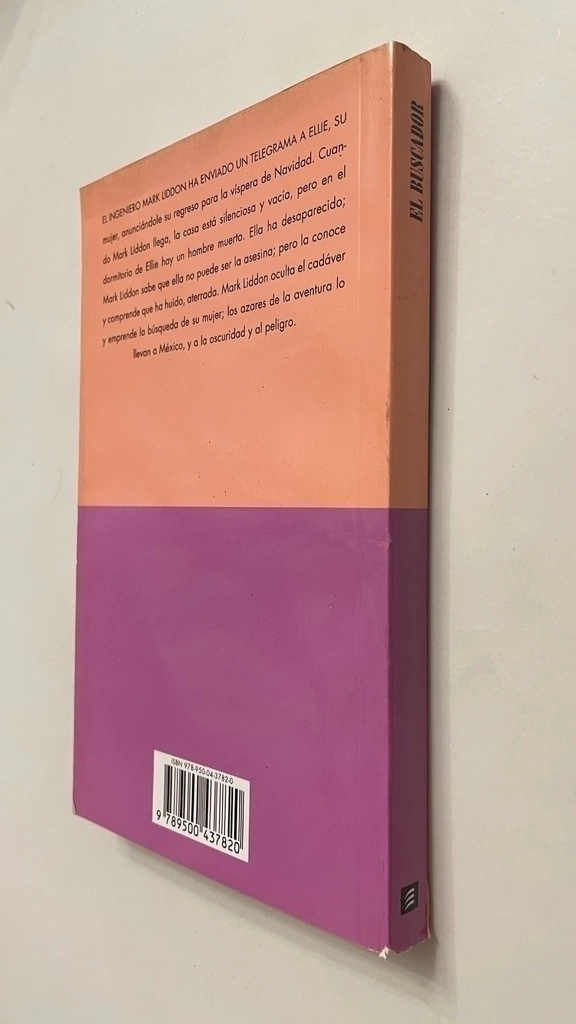 EL INGENIERO MARK LIDDON HA ENVIADO UN TELEGRAMA A ELLIE, SU
mujer, anunciándole su regreso para la víspera de Navidad. Cuan-
do Mark Liddon llega, la casa está silenciosa y vacía, pero en el
dormitorio de Ellie hay un hombre muerto. Ella ha desaparecido;
Mark Liddon sabe que ella no puede ser la asesina; pero la conoce
y comprende que ha huido, aterrada. Mark Liddon oculta el cadáver
y emprende la búsqueda de su mujer; los azares de la aventura lo
llevan a México, y a la oscuridad y al peligro.
EL BUSCADOR
ISBN 978-950-04-3782-0
9 789500 437820